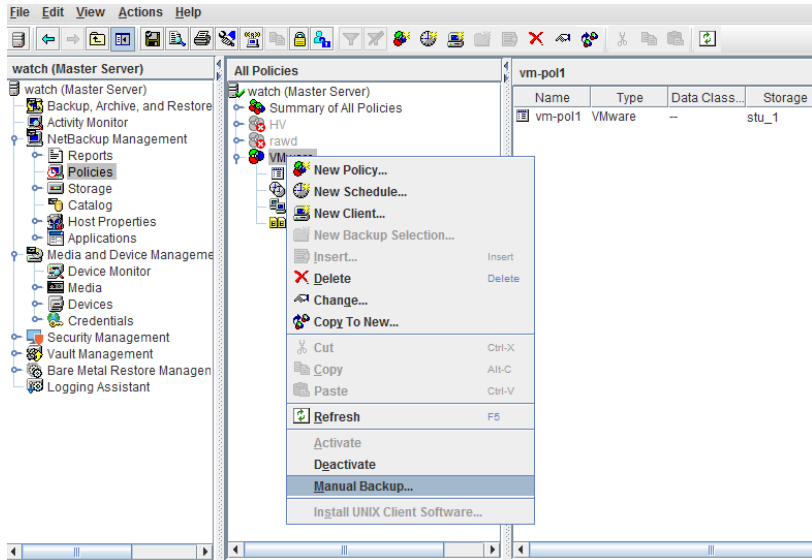 File Edit View Actions Help
watch (Master Server)
watch (Master Server)
Backup, Archive, and Restore
Activity Monitor
NetBackup Management
Reports
Policies
Storage
Catalog
Host Properties
Applications
Media and Device Manageme
Device Monitor
Media
Devices
Credentials
Security Management
Vault Management
Bare Metal Restore Managen
Logging Assistant
All Policies
watch (Master Server)
Summary of All Policies
HV
rawd
VMware
New Policy...
New Schedule...
New Client...
New Backup Selection...
Insert... Insert
Delete Delete
Change...
Copy To New...
Cut Ctrl-X
Copy Alt-C
Paste Ctrl-V
Refresh F5
Activate
Deactivate
Manual Backup...
Install UNIX Client Software...
vm-pol1
Name Type Data Class... Storage
vm-pol1 VMware -- stu_1